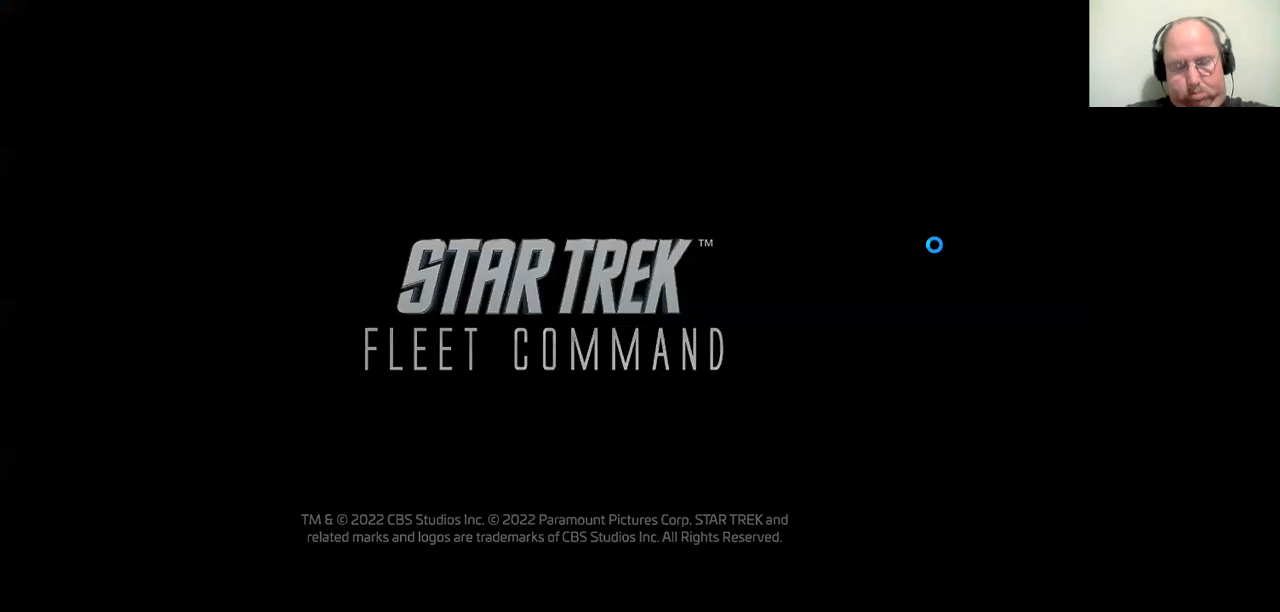 STAR TREK™
FLEET COMMAND
TM & © 2022 CBS Studios Inc. © 2022 Paramount Pictures Corp. STAR TREK and
related marks and logos are trademarks of CBS Studios Inc. All Rights Reserved.